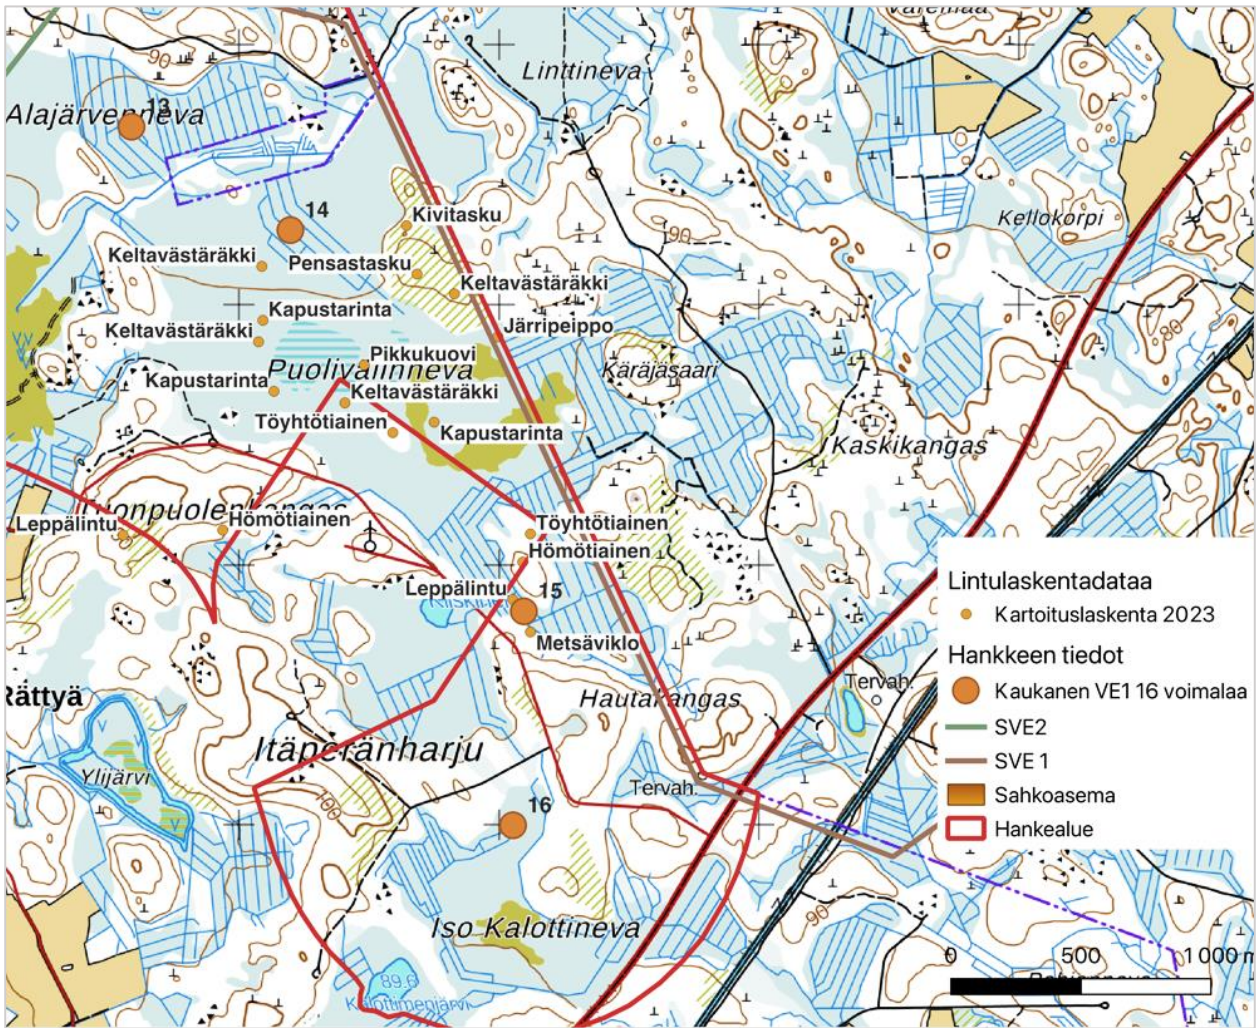 Linttineva
90
Alajärvenneva
13
14
Kivitasku
Kellokorpi
90
Keltavästäräkki
Pensastasku
Keltavästäräkki
Kapustarinta
Järripeippo
Keltavästäräkki
90
Pikkukuovi
Puolivälinneva
Käräjäsaari
Kapustarinta
Keltavästäräkki
Töyhtötiainen
Kapustarinta
Kaskikangas
Leppälintu
Hömötiainen
Töyhtötiainen
Hömötiainen
Lintulaskentadataa
Leppälintu
15
Kartoituslaskenta 2023
Metsäviklo
Hankkeen tiedot
Rättyä
Hautakangas
Tervah.
Kaukanen VE1 16 voimalaa
SVE2
Itäperänharju
SVE 1
Ylijärvi
Tervah.
Sahkoasema
100
16
Hankealue
90
Iso Kalottineva
0 500 1 000 m
89.6
Kalottimenjärvi